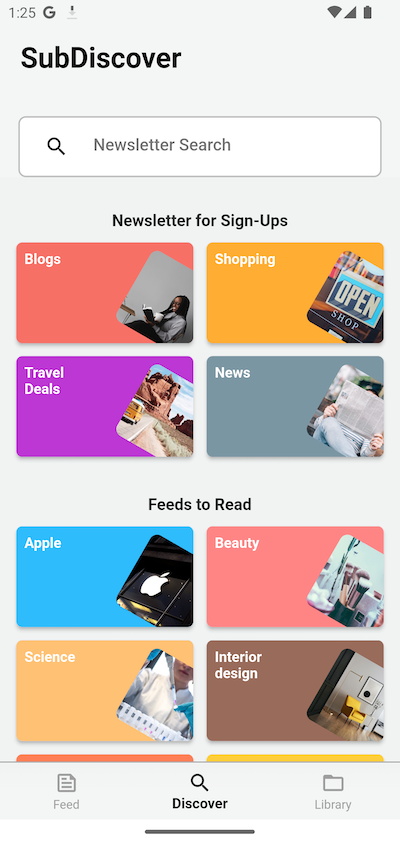 1:25
SubDiscover
Newsletter Search
Newsletter for Sign-Ups
Blogs
Shopping
OPEN
SHOP
Travel
Deals
News
Feeds to Read
Apple
Beauty
Science
Interior
design
Feed
Discover
Library